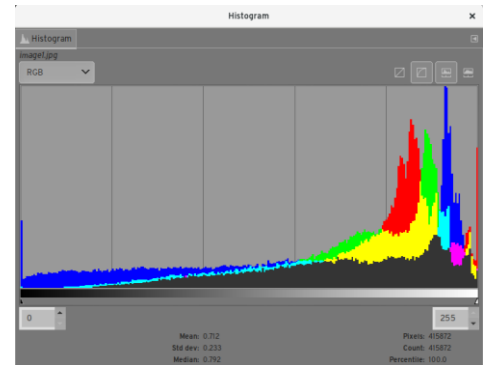 Histogram
Histogram
Image1.jpg
RGB
0
255
Mean: 0.712
Pixels: 415872
Std dev: 0.233
Count: 415872
Median: 0.792
Percentile: 100.0